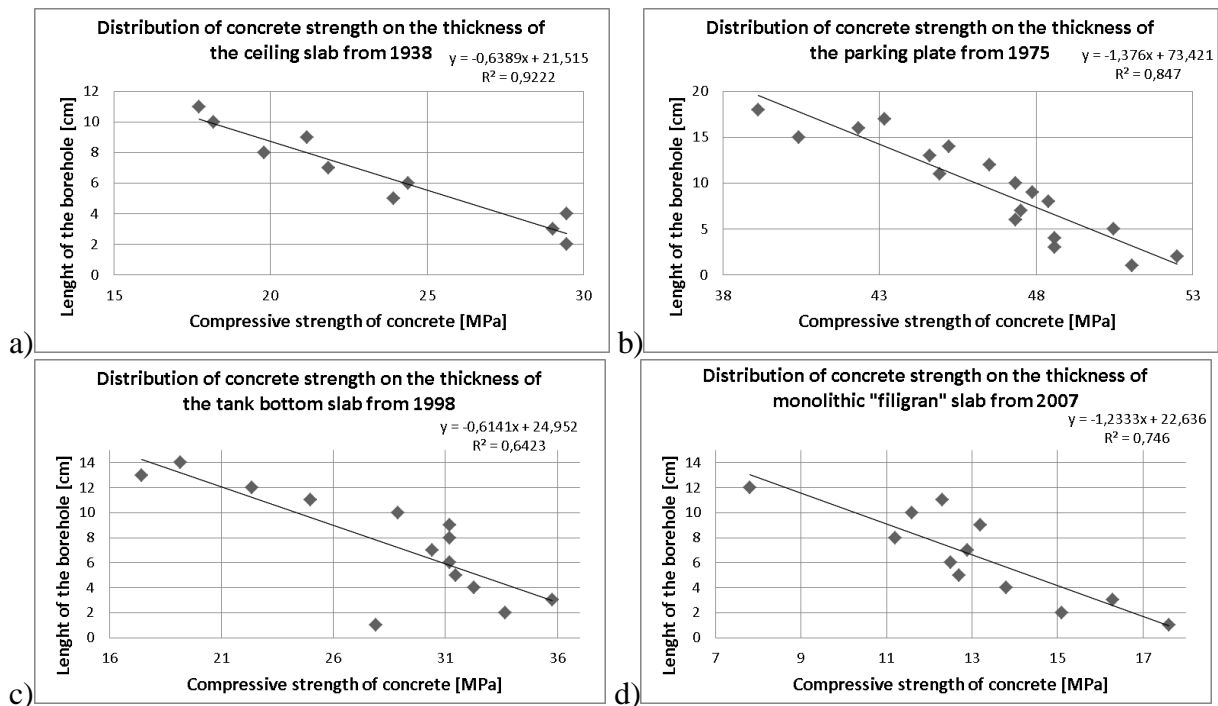 Distribution of concrete strength on the thickness of
the ceiling slab from 1938
y = -0,6389x + 21,515
R² = 0,9222
Lenght of the borehole [cm]
12
10
8
6
4
2
0
15 20 25 30
Compressive strength of concrete [MPa]
a)
Distribution of concrete strength on the thickness of
the parking plate from 1975
y = -1,376x + 73,421
R² = 0,847
Lenght of the borehole [cm]
20
15
10
5
0
38 43 48 53
Compressive strength of concrete [MPa]
b)
Distribution of concrete strength on the thickness of
the tank bottom slab from 1998
y = -0,6141x + 24,952
R² = 0,6423
Lenght of the borehole [cm]
14
12
10
8
6
4
2
0
16 21 26 31 36
Compressive strength of concrete [MPa]
c)
Distribution of concrete strength on the thickness of
monolithic "filigran" slab from 2007
y = -1,2333x + 22,636
R² = 0,746
Lenght of the borehole [cm]
14
12
10
8
6
4
2
0
7 9 11 13 15 17
Compressive strength of concrete [MPa]
d)